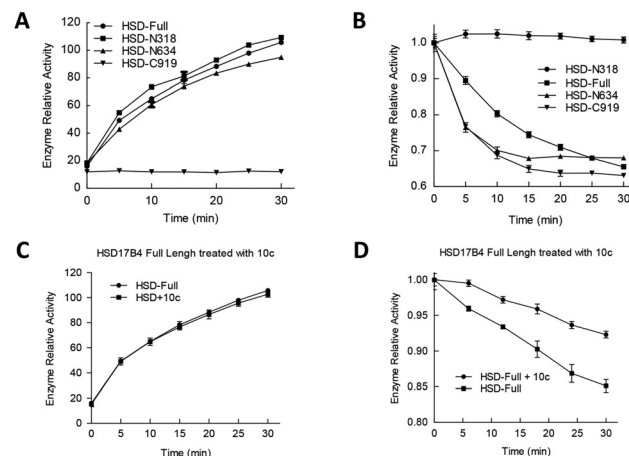 A
HSD-Full
HSD-N318
HSD-N634
HSD-C919
Enzyme Relative Activity
120
100
80
60
40
20
0
0 5 10 15 20 25 30
Time (min)
B
HSD-N318
HSD-Full
HSD-N634
HSD-C919
Enzyme Relative Activity
1.0
0.9
0.8
0.7
0.6
0 5 10 15 20 25 30
Time (min)
C
HSD17B4 Full Lengh treated with 10c
HSD-Full
HSD+10c
Enzyme Relative Activity
120
100
80
60
40
20
0
0 5 10 15 20 25 30
Time (min)
D
HSD17B4 Full Lengh treated with 10c
HSD-Full + 10c
HSD-Full
Enzyme Relative Activity
1.00
0.95
0.90
0.85
0.80
0 5 10 15 20 25 30
Time (min)